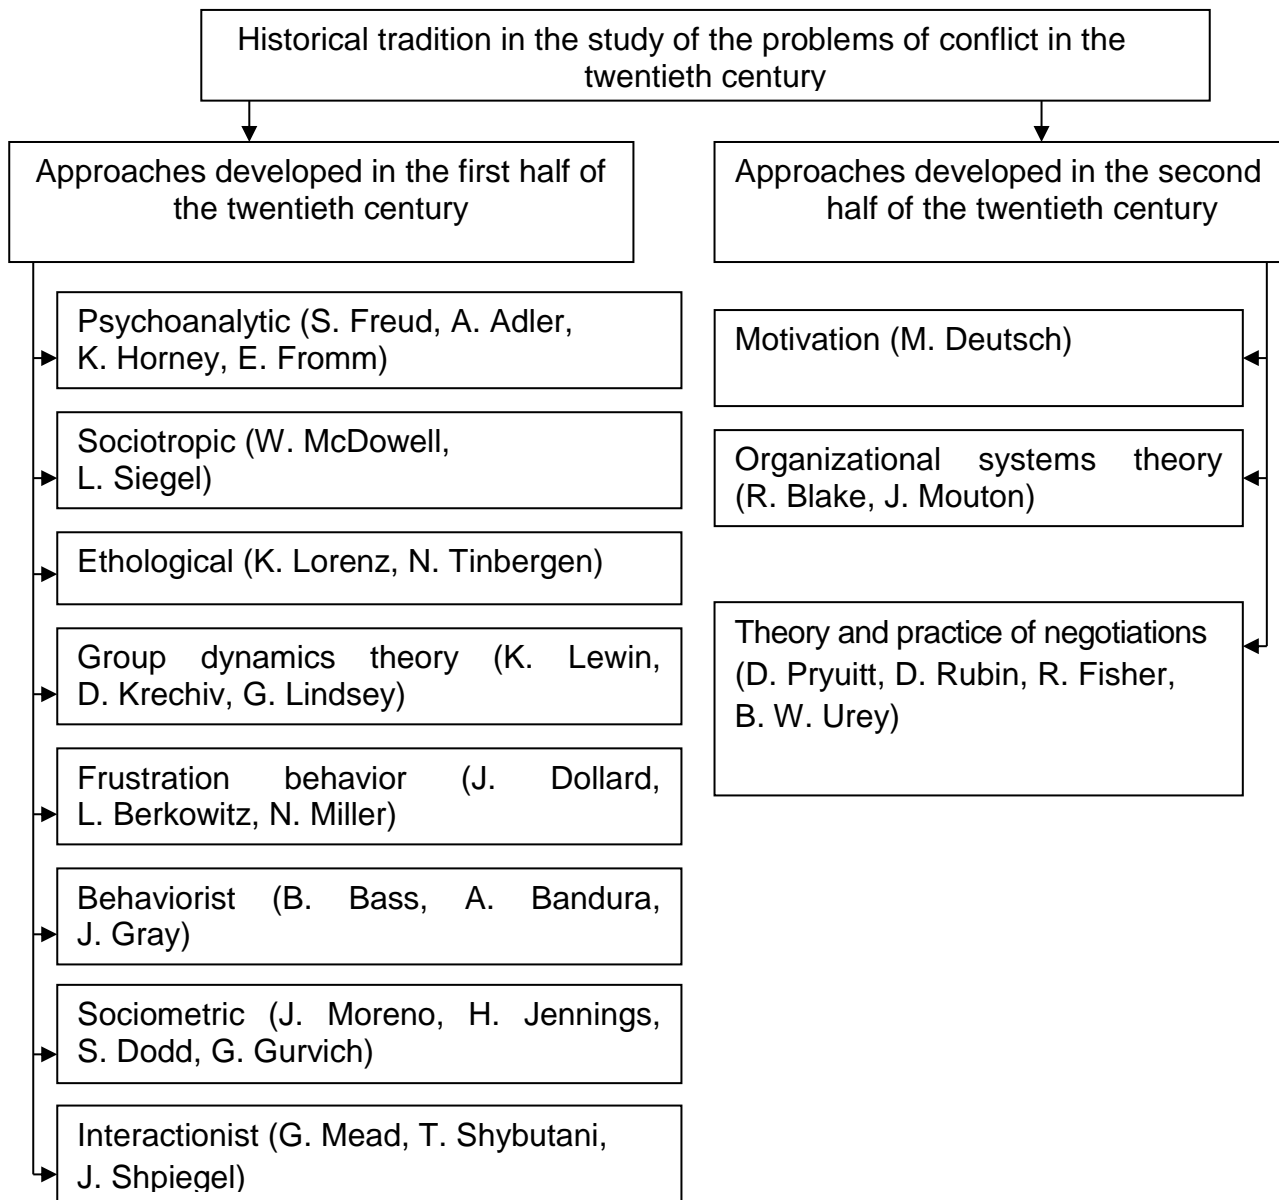 Historical tradition in the study of the problems of conflict in the
twentieth century
Approaches developed in the first half of
the twentieth century
Psychoanalytic (S. Freud, A. Adler,
K. Horney, E. Fromm)
Sociotropic (W. McDowell,
L. Siegel)
Ethological (K. Lorenz, N. Tinbergen)
Group dynamics theory (K. Lewin,
D. Krechiv, G. Lindsey)
Frustration behavior (J. Dollard,
L. Berkowitz, N. Miller)
Behaviorist (B. Bass, A. Bandura,
J. Gray)
Sociometric (J. Moreno, H. Jennings,
S. Dodd, G. Gurvich)
Interactionist (G. Mead, T. Shybutani,
J. Shpiegel)
Approaches developed in the second
half of the twentieth century
Motivation (M. Deutsch)
Organizational systems theory
(R. Blake, J. Mouton)
Theory and practice of negotiations
(D. Pryuitt, D. Rubin, R. Fisher,
B. W. Urey)